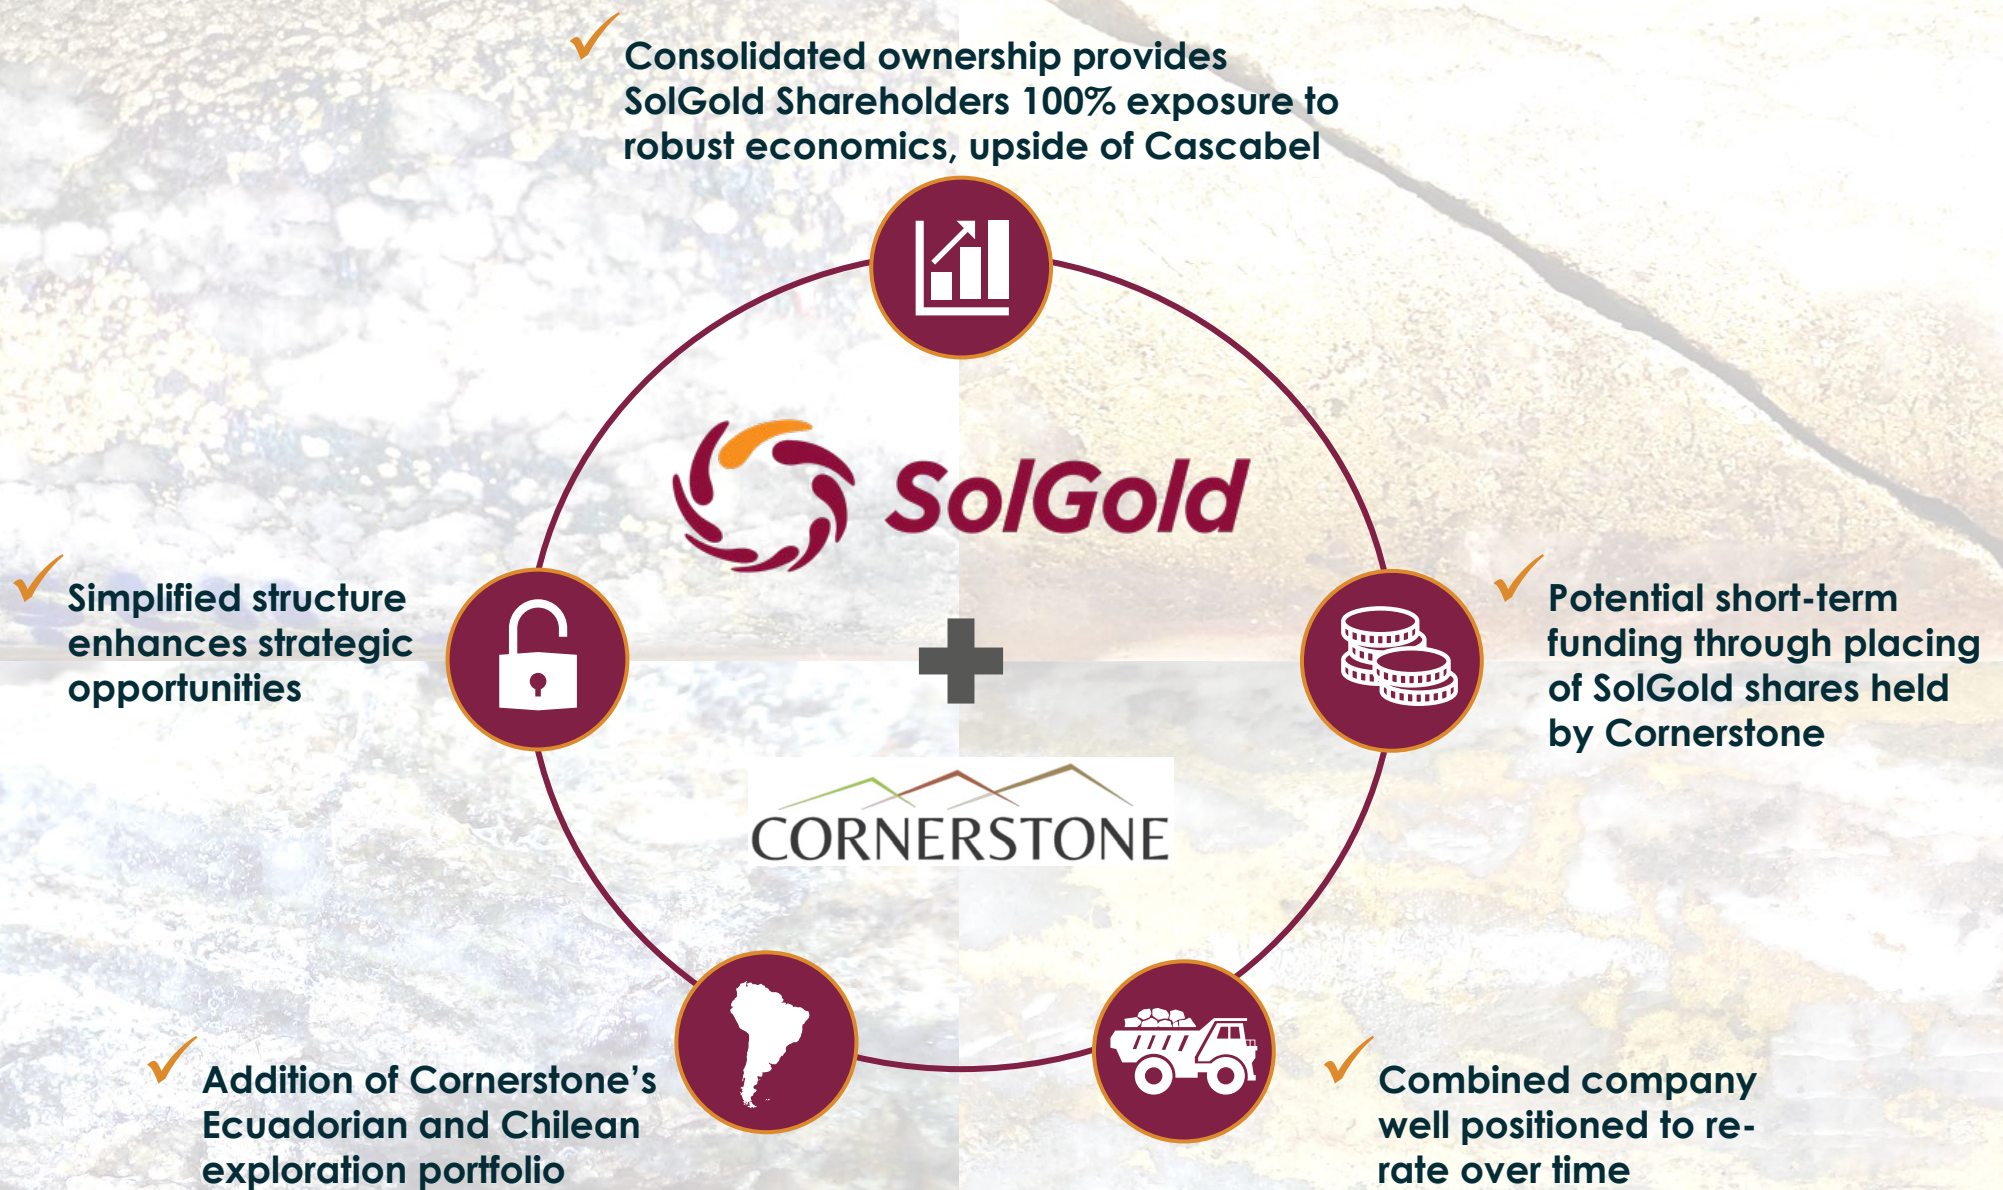 Consolidated ownership provides
SolGold Shareholders 100% exposure to
robust economics, upside of Cascabel
SolGold
Simplified structure
enhances strategic
opportunities
Potential short-term
funding through placing
of SolGold shares held
by Cornerstone
CORNERSTONE
Addition of Cornerstone’s
Ecuadorian and Chilean
exploration portfolio
Combined company
well positioned to re-
rate over time